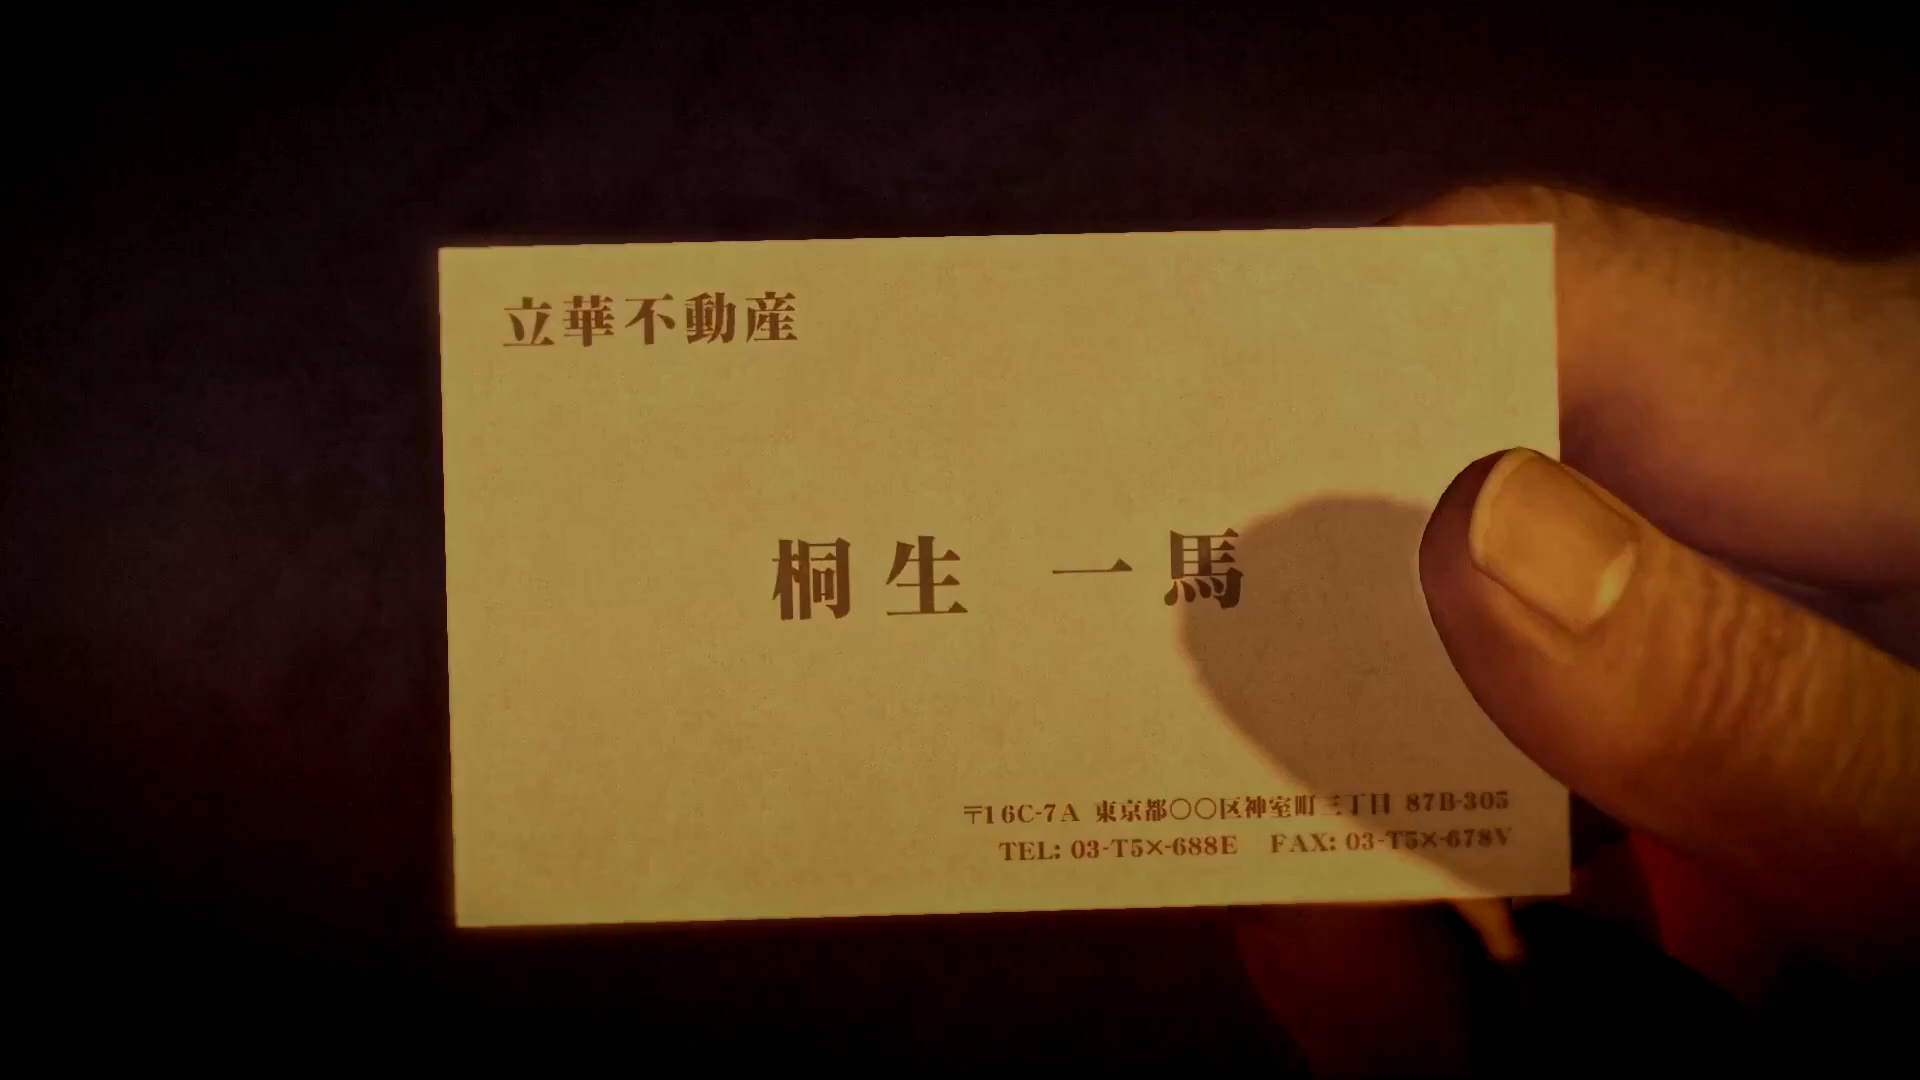 立華不動産
桐生 一馬
〒16C-7A 東京都〇〇区神室町三丁目 87B-305
TEL: 03-T5×-688E FAX: 03-T5×-678V